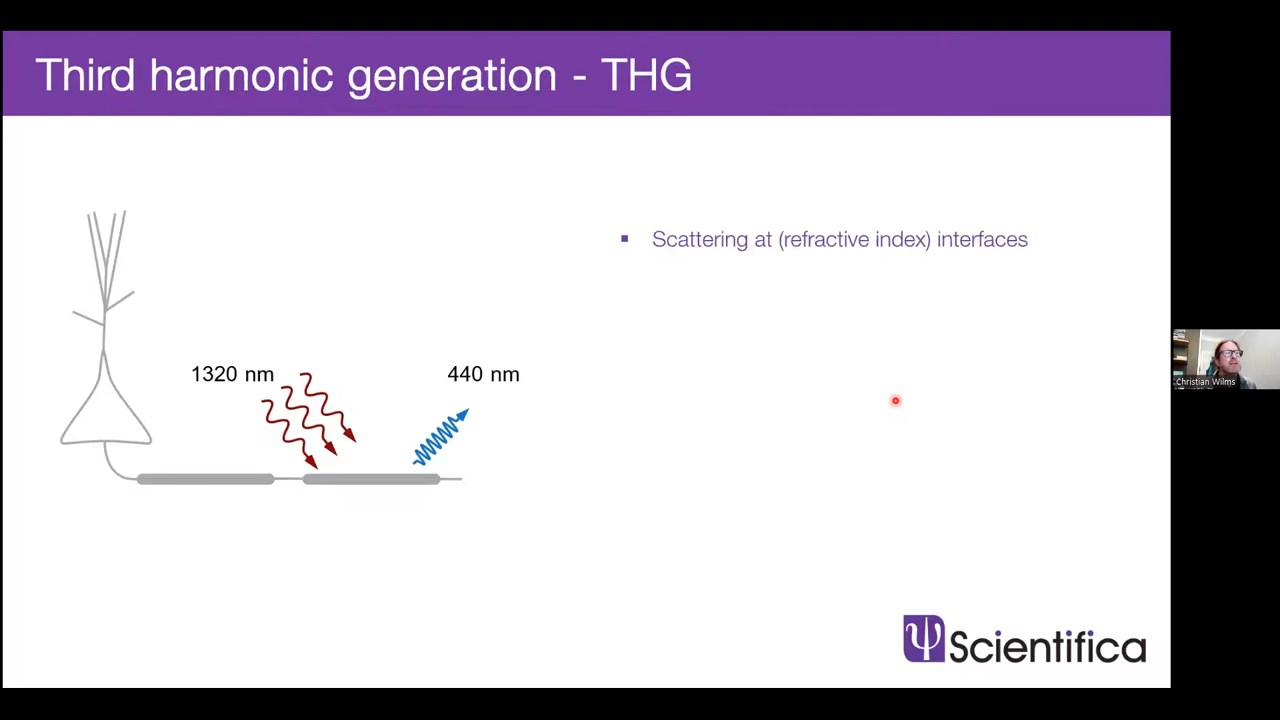 Third harmonic generation - THG
▪ Scattering at (refractive index) interfaces
1320 nm
440 nm
Christian Wilms
ψ Scientifica